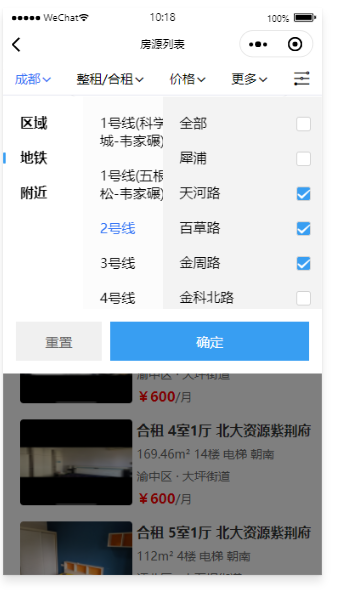 WeChat 10:18 100%
房源列表
成都 整租/合租 价格 更多
区域
地铁
附近
1号线(科学
城-韦家碾)
1号线(五根
松-韦家碾)
2号线
3号线
4号线
全部
犀浦
天河路
百草路
金周路
金科北路
重置 确定
渝中区 · 大坪街道
¥600/月
合租 4室1厅 北大资源紫荆府
169.46m² 14楼 电梯 朝南
渝中区 · 大坪街道
¥600/月
合租 5室1厅 北大资源紫荆府
112m² 4楼 电梯 朝南